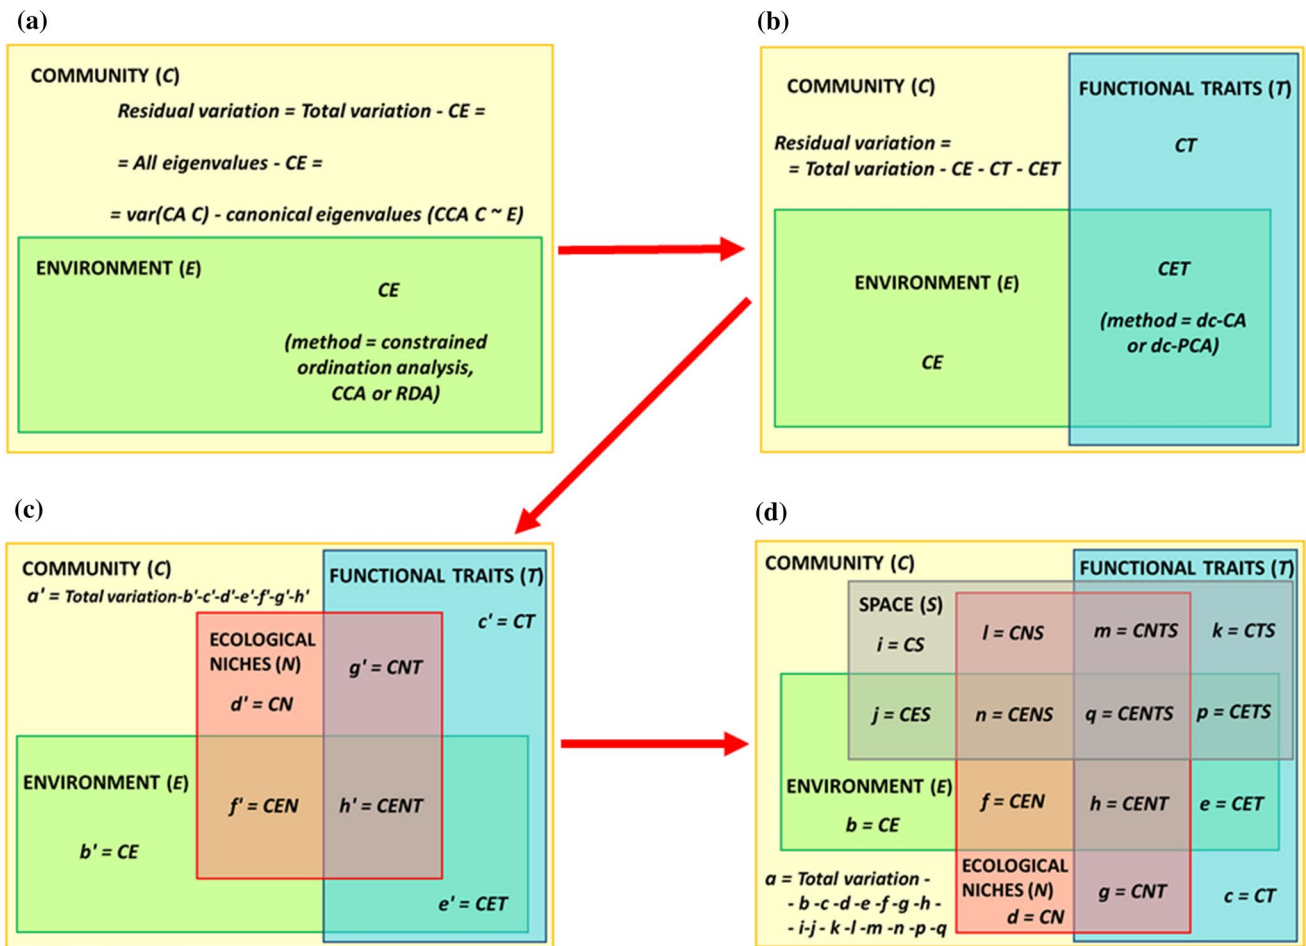 (a)
COMMUNITY (C)
Residual variation = Total variation - CE =
= All eigenvalues - CE =
= var(CA C) - canonical eigenvalues (CCA C ~ E)
ENVIRONMENT (E)
CE
(method = constrained
ordination analysis,
CCA or RDA)
(b)
COMMUNITY (C)
FUNCTIONAL TRAITS (T)
CT
Residual variation =
= Total variation - CE - CT - CET
ENVIRONMENT (E)
CE
CET
(method = dc-CA
or dc-PCA)
(c)
COMMUNITY (C)
a' = Total variation-b'-c'-d'-e'-f'-g'-h'
FUNCTIONAL TRAITS (T)
c' = CT
ECOLOGICAL
NICHES (N)
d' = CN
g' = CNT
ENVIRONMENT (E)
b' = CE
f' = CEN
h' = CENT
e' = CET
(d)
COMMUNITY (C)
FUNCTIONAL TRAITS (T)
SPACE (S)
i = CS
l = CNS
m = CNTS
k = CTS
j = CES
n = CENS
q = CENTS
p = CETS
ENVIRONMENT (E)
b = CE
f = CEN
h = CENT
e = CET
a = Total variation -
- b -c -d -e -f -g -h -
- i-j - k -l -m -n -p -q
ECOLOGICAL
NICHES (N)
d = CN
g = CNT
c = CT